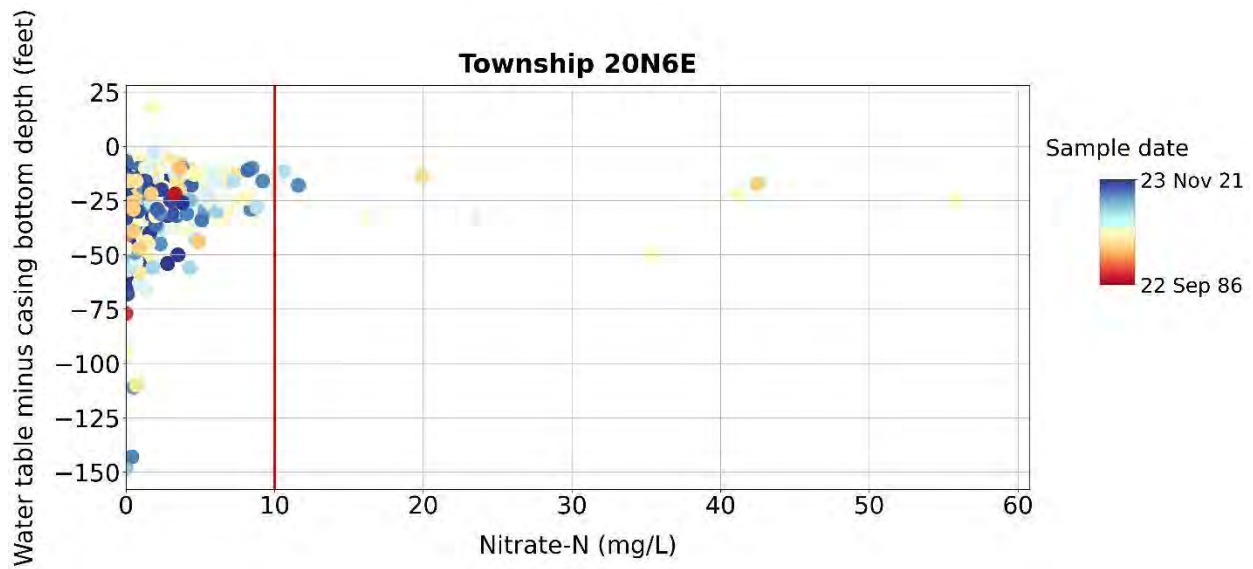 Township 20N6E
Water table minus casing bottom depth (feet)
25
0
−25
−50
−75
−100
−125
−150
0 10 20 30 40 50 60
Nitrate-N (mg/L)
Sample date
23 Nov 21
22 Sep 86